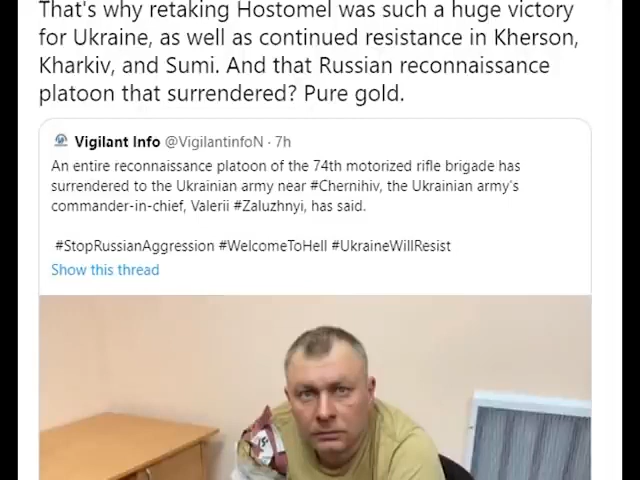 That's why retaking Hostomel was such a huge victory
for Ukraine, as well as continued resistance in Kherson,
Kharkiv, and Sumi. And that Russian reconnaissance
platoon that surrendered? Pure gold.
Vigilant Info @VigilantinfoN · 7h
An entire reconnaissance platoon of the 74th motorized rifle brigade has
surrendered to the Ukrainian army near #Chernihiv, the Ukrainian army's
commander-in-chief, Valerii #Zaluzhnyi, has said.
#StopRussianAggression #WelcomeToHell #UkraineWillResist
Show this thread